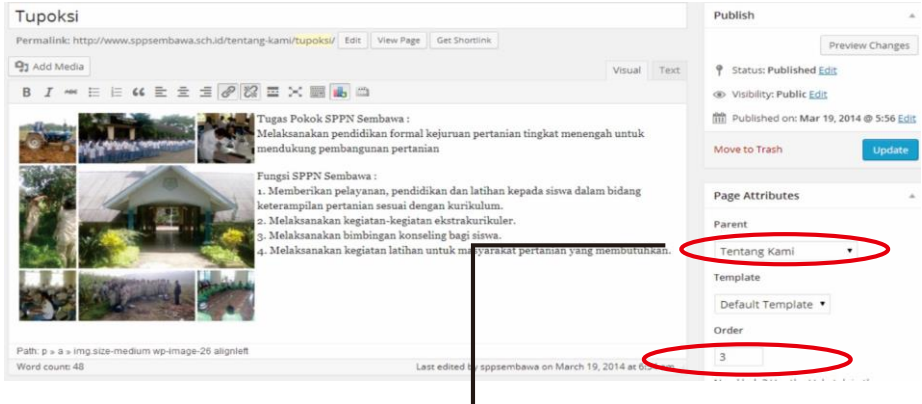 Tupoksi
Permalink: http://www.sppsembawa.sch.id/tentang-kami/tupoksi/ Edit View Page Get Shortlink
Add Media
Visual Text
B I
Tugas Pokok SPPN Sembawa :
Melaksanakan pendidikan formal kejuruan pertanian tingkat menengah untuk
mendukung pembangunan pertanian
Fungsi SPPN Sembawa :
1. Memberikan pelayanan, pendidikan dan latihan kepada siswa dalam bidang
keterampilan pertanian sesuai dengan kurikulum.
2. Melaksanakan kegiatan-kegiatan ekstrakurikuler.
3. Melaksanakan bimbingan konseling bagi siswa.
4. Melaksanakan kegiatan latihan untuk masyarakat pertanian yang membutuhkan.
Path: p » a » img.size-medium wp-image-26 alignleft
Word count: 48
Last edited by sppsembawa on March 19, 2014 at
Publish
Preview Changes
Status: Published Edit
Visibility: Public Edit
Published on: Mar 19, 2014 @ 5:56 Edit
Move to Trash
Update
Page Attributes
Parent
Tentang Kami
Template
Default Template
Order
3